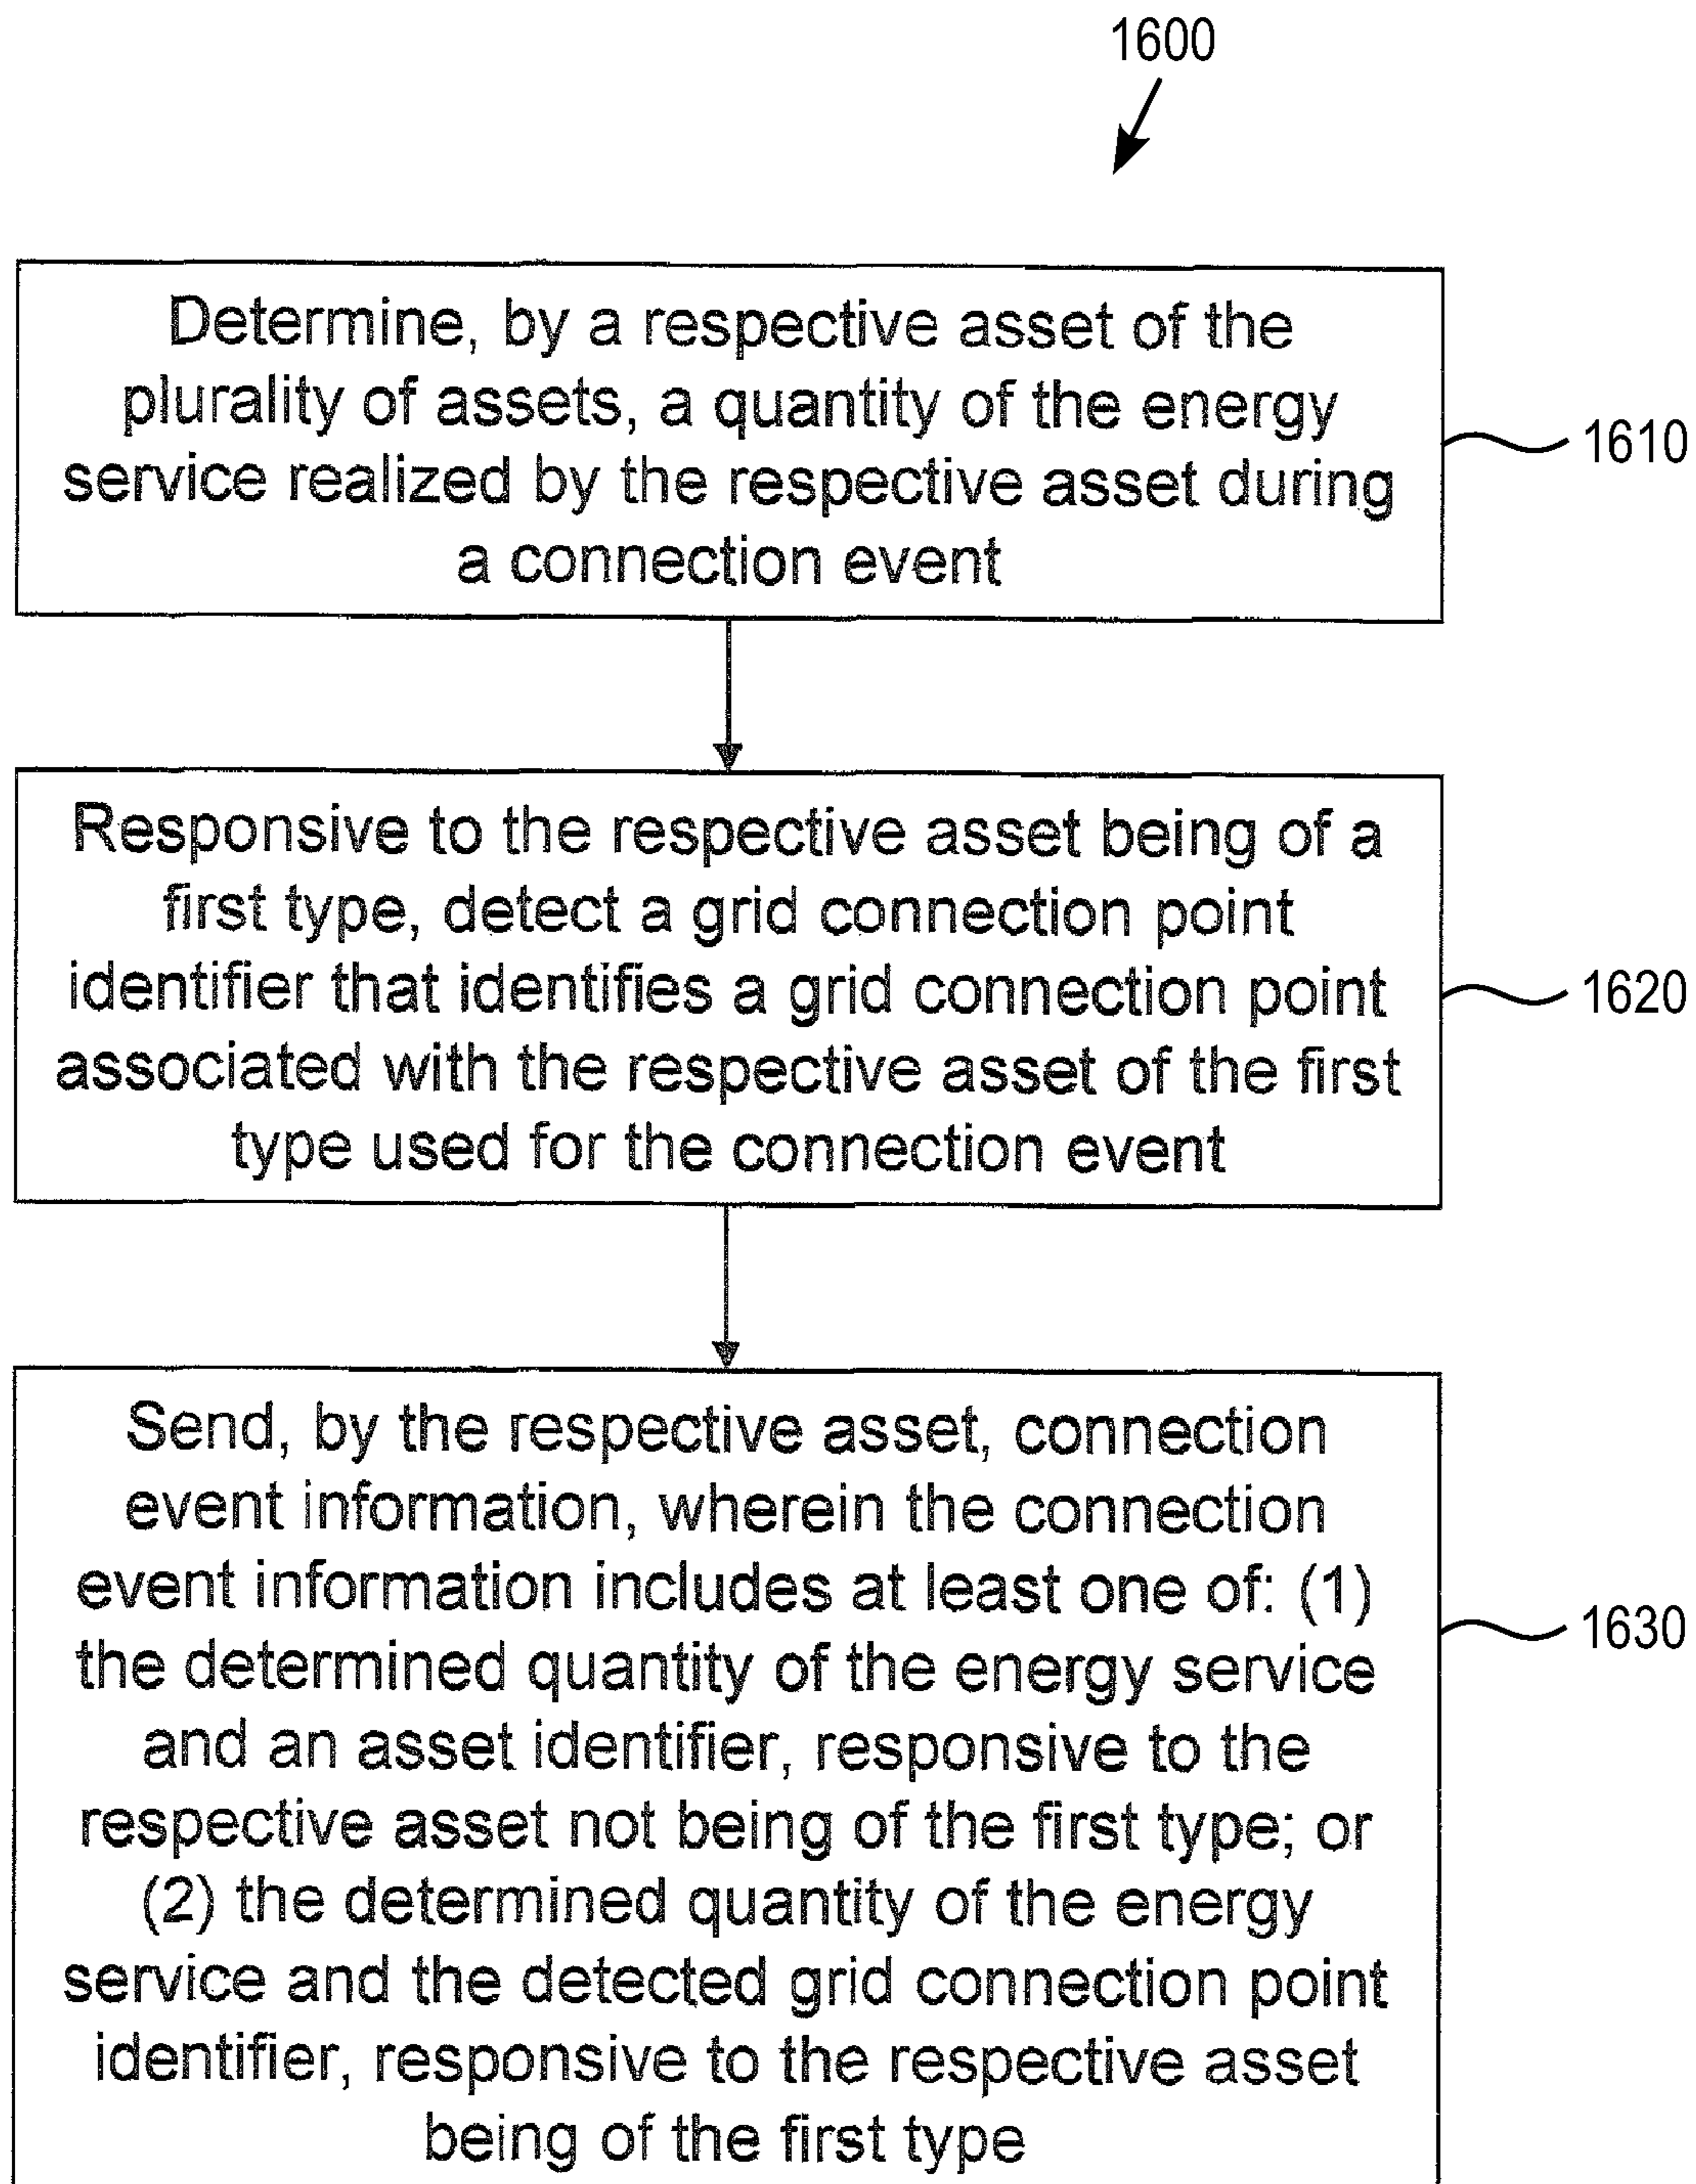 1600
Determine, by a respective asset of the
plurality of assets, a quantity of the energy
service realized by the respective asset during
a connection event
1610
Responsive to the respective asset being of a
first type, detect a grid connection point
identifier that identifies a grid connection point
associated with the respective asset of the first
type used for the connection event
1620
Send, by the respective asset, connection
event information, wherein the connection
event information includes at least one of: (1)
the determined quantity of the energy service
and an asset identifier, responsive to the
respective asset not being of the first type; or
(2) the determined quantity of the energy
service and the detected grid connection point
identifier, responsive to the respective asset
being of the first type
1630